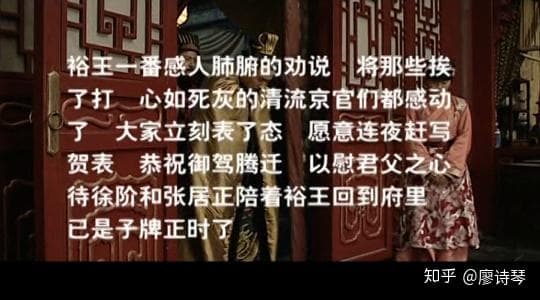 裕王一番感人肺腑的劝说 将那些挨
了打 心如死灰的清流京官们都感动
了 大家立刻表了态 愿意连夜赶写
贺表 恭祝御驾腾迁 以慰君父之心
待徐阶和张居正陪着裕王回到府里
已是子牌正时了
知乎 @廖诗琴